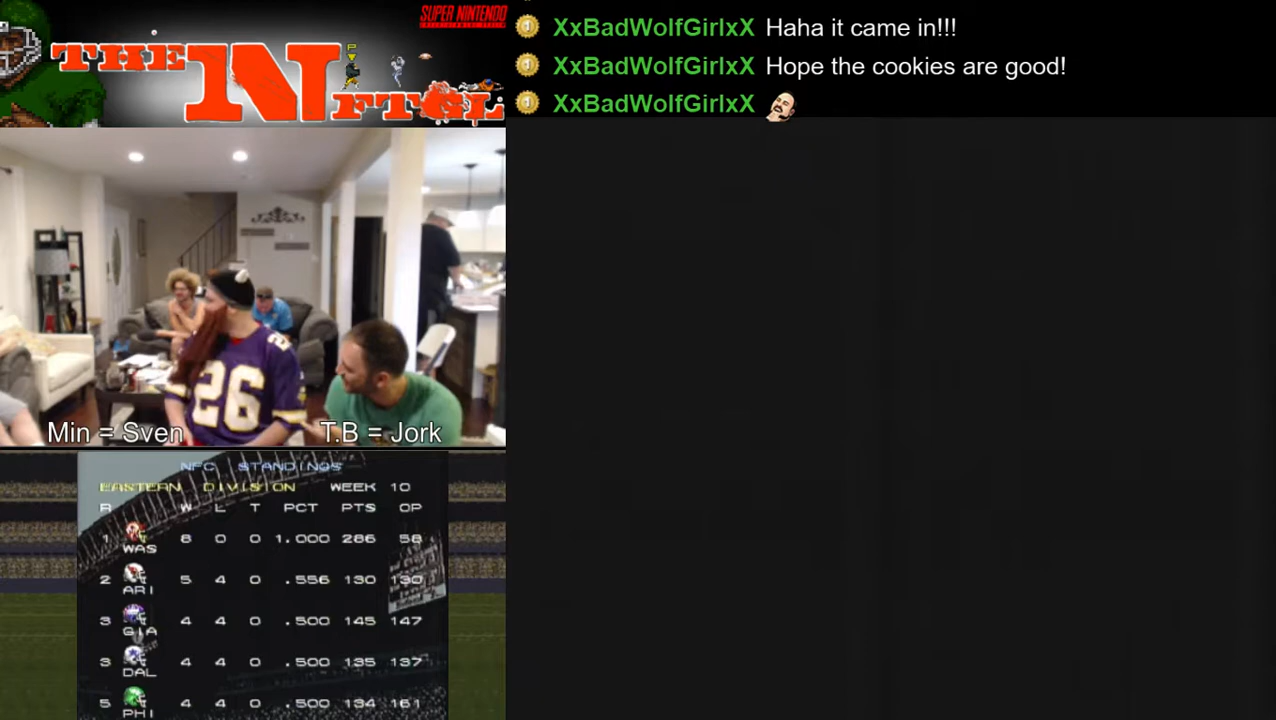 SUPER NINTENDO
THE NFTSL
P
XxBadWolfGirlxX Haha it came in!!!
XxBadWolfGirlxX Hope the cookies are good!
XxBadWolfGirlxX
26
26
Min = Sven
T.B = Jork
NFC STANDINGS
EASTERN DIVISION WEEK 10
R W L T PCT PTS OP
1 WAS 8 0 0 1.000 286 58
2 ARI 5 4 0 .556 130 130
3 GIA 4 4 0 .500 145 147
3 DAL 4 4 0 .500 135 137
5 PHI 4 4 0 .500 134 161